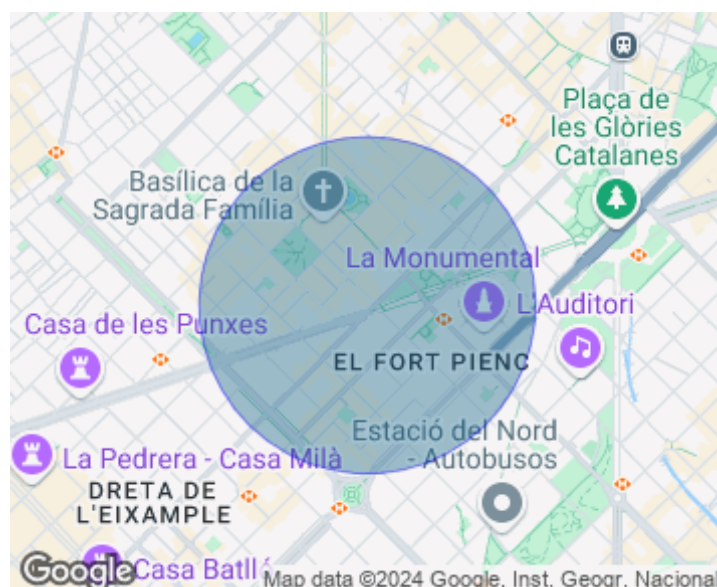 Plaça de
les Glòries
Catalanes
Basílica de la
Sagrada Família
La Monumental
L'Auditori
Casa de les Punxes
EL FORT PIENC
Estació del Nord
- Autobusos
La Pedrera - Casa Milà
DRETA DE
L'EIXAMPLE
Google
Casa Batll
Map data ©2024 Google, Inst. Geogr. Nacional